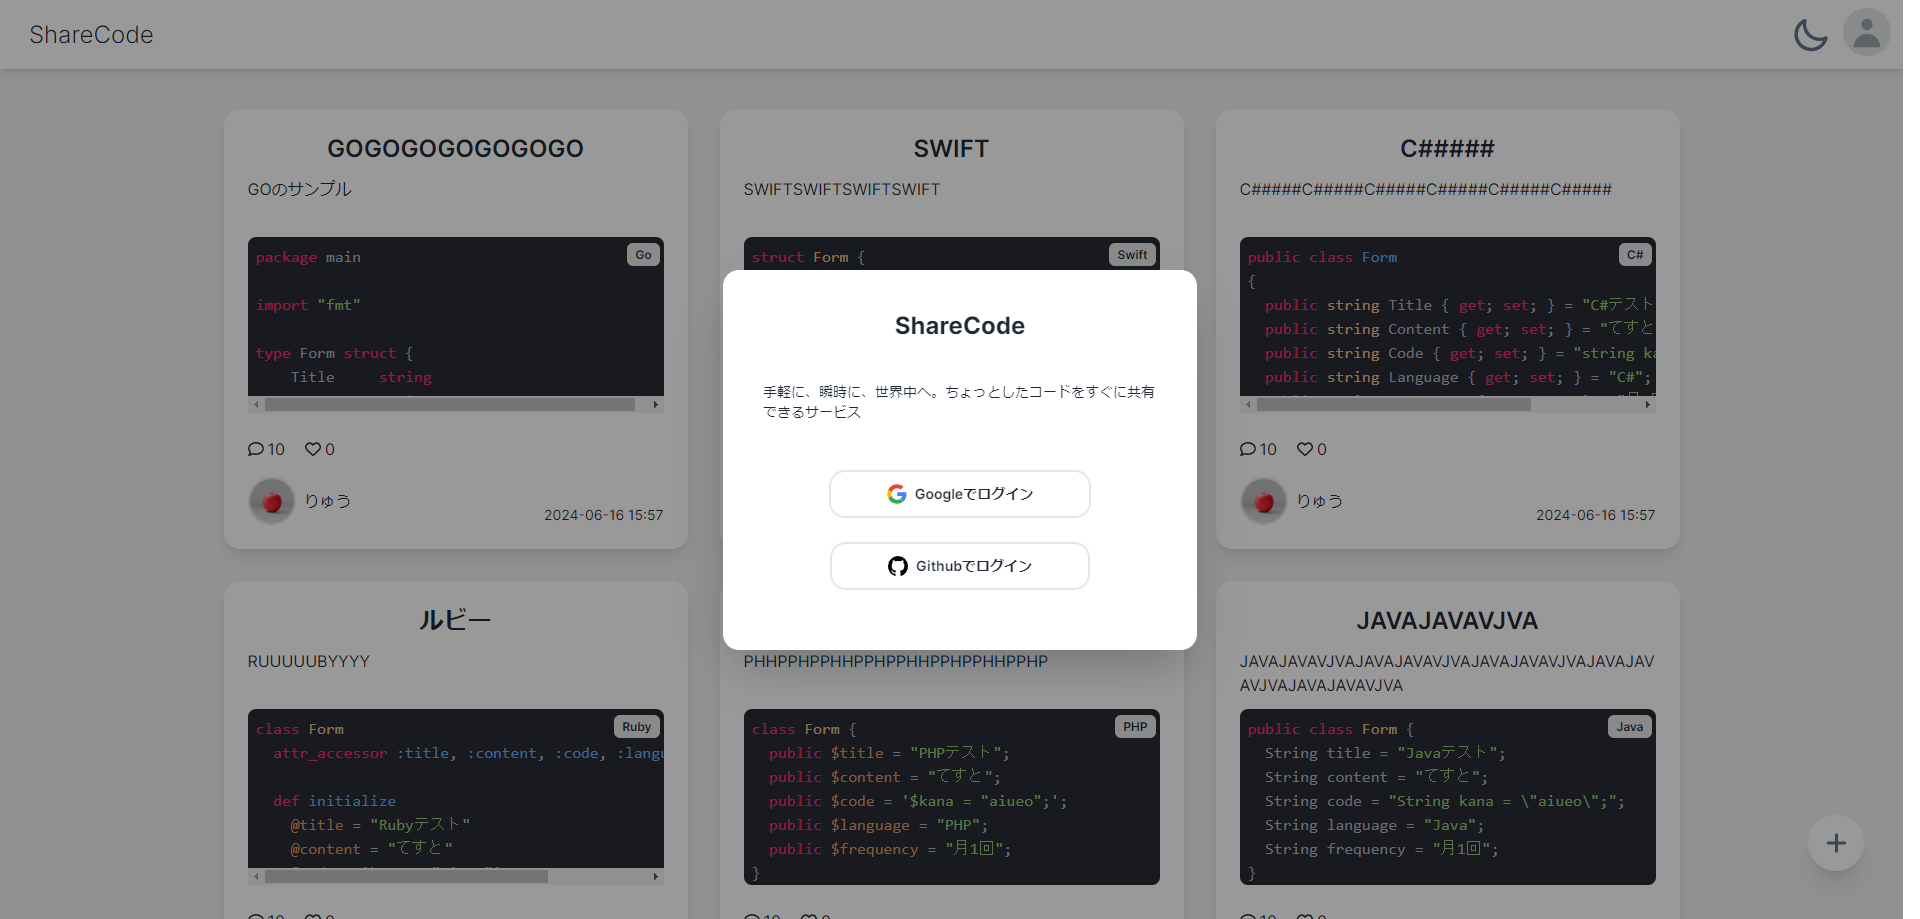 ShareCode
GOGOGOGOGOGOGO
GOのサンプル
Go
package main
import "fmt"
type Form struct {
Title string
10 0
りゅう
2024-06-16 15:57
SWIFT
SWIFTSWIFTSWIFTSWIFT
Swift
struct Form {
C#####
C#####C#####C#####C#####C#####C#####
C#
public class Form
{
public string Title { get; set; } = "C#テスト
public string Content { get; set; } = "てすと
public string Code { get; set; } = "string ka
public string Language { get; set; } = "C#";
10 0
りゅう
2024-06-16 15:57
ShareCode
手軽に、瞬時に、世界中へ。ちょっとしたコードをすぐに共有
できるサービス
Googleでログイン
Githubでログイン
ルビー
RUUUUUBYYYY
Ruby
class Form
attr_accessor :title, :content, :code, :langu
def initialize
@title = "Rubyテスト"
@content = "てすと"
10 0
PHHPPHPPHHPPHPPHHPPHPPHHPPHP
PHP
class Form {
public $title = "PHPテスト";
public $content = "てすと";
public $code = '$kana = "aiueo";';
public $language = "PHP";
public $frequency = "月1回";
}
10 0
JAVAJAVAVJVA
JAVAJAVAVJVAJAVAJAVAVJVAJAVAJAVAVJVAJAVAJAV
AVJVAJAVAJAVAVJVA
Java
public class Form {
String title = "Javaテスト";
String content = "てすと";
String code = "String kana = \"aiueo\";";
String language = "Java";
String frequency = "月1回";
}
10 0